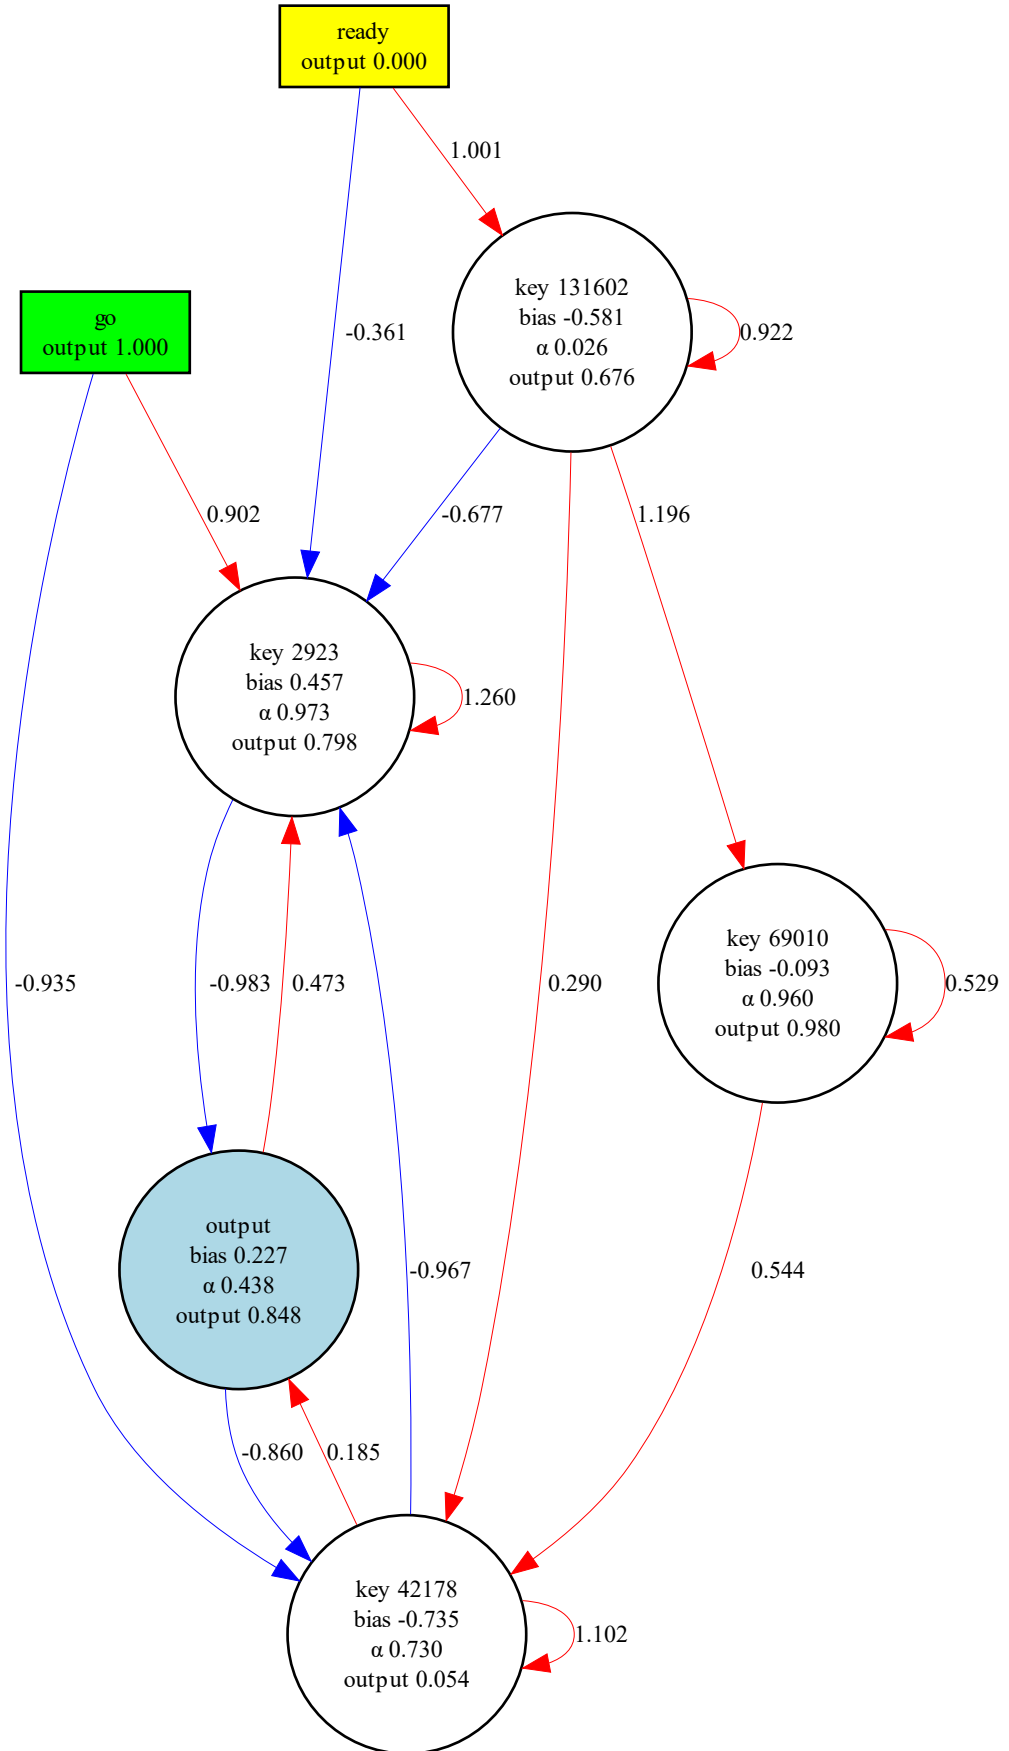 ready
output 0.000
1.001
key 131602
bias -0.581
α 0.026
output 0.676
0.922
go
output 1.000
-0.361
0.902
-0.677
1.196
key 2923
bias 0.457
α 0.973
output 0.798
1.260
key 69010
bias -0.093
α 0.960
output 0.980
0.529
-0.935
-0.983
0.473
0.290
output
bias 0.227
α 0.438
output 0.848
-0.967
0.544
-0.860
0.185
key 42178
bias -0.735
α 0.730
output 0.054
1.102